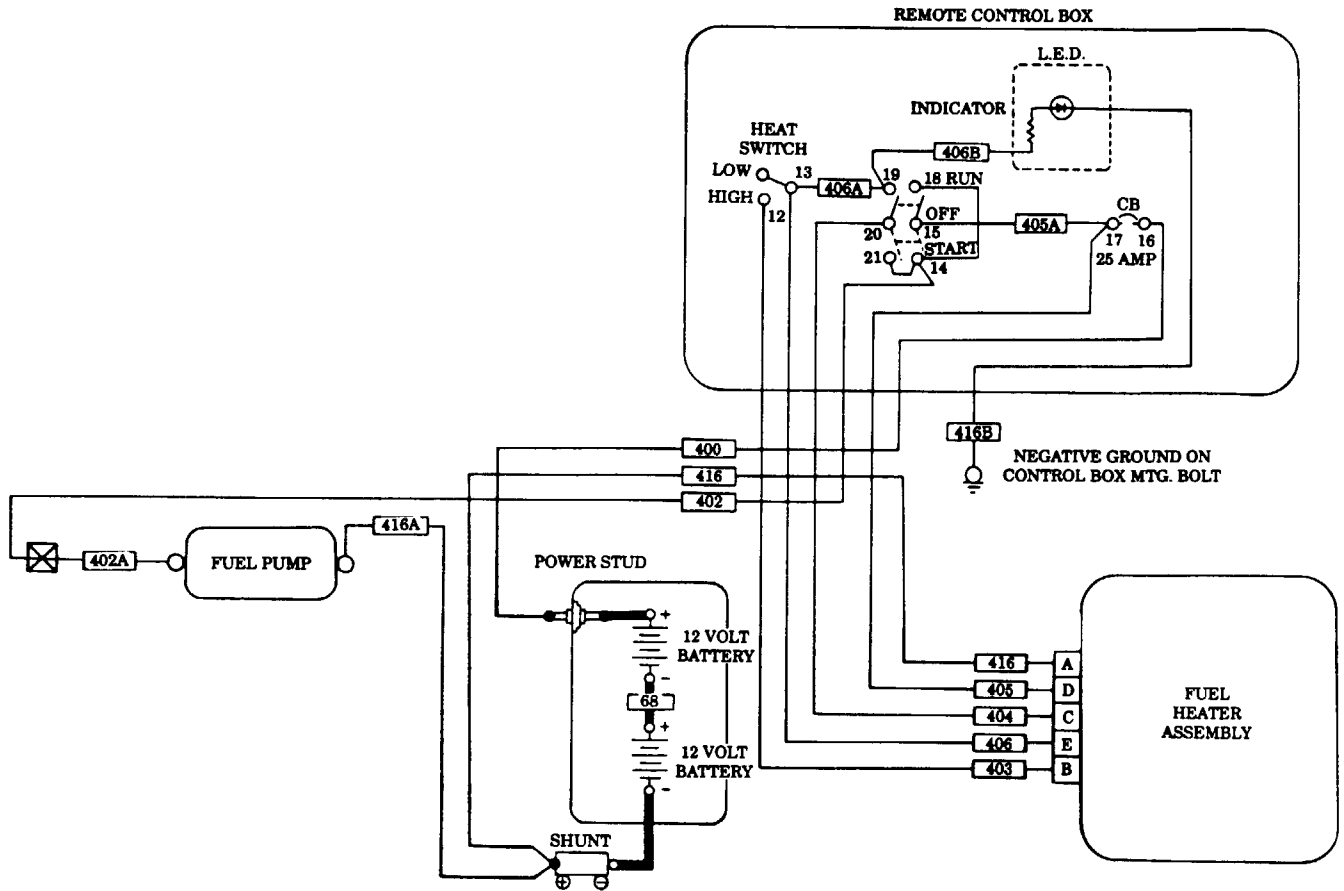 REMOTE CONTROL BOX
L.E.D.
INDICATOR
HEAT
SWITCH
406B
LOW
13
19
18 RUN
406A
HIGH
12
OFF
CB
20
15
405A
17
16
START
21
14
25 AMP
416B
NEGATIVE GROUND ON
CONTROL BOX MTG. BOLT
400
416
402
416A
402A
FUEL PUMP
POWER STUD
+
12 VOLT
BATTERY
-
68
+
12 VOLT
BATTERY
-
SHUNT
+
-
416
A
405
D
404
C
406
E
403
B
FUEL
HEATER
ASSEMBLY